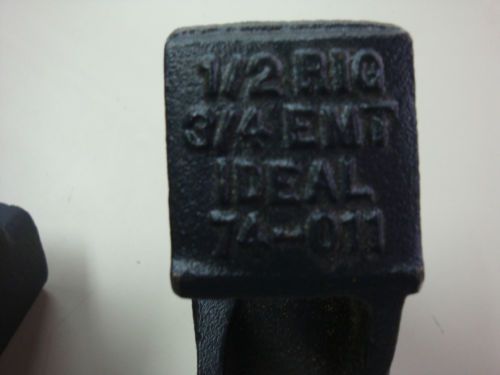 1/2 RIG
3/4 EMT
IDEAL
74-011